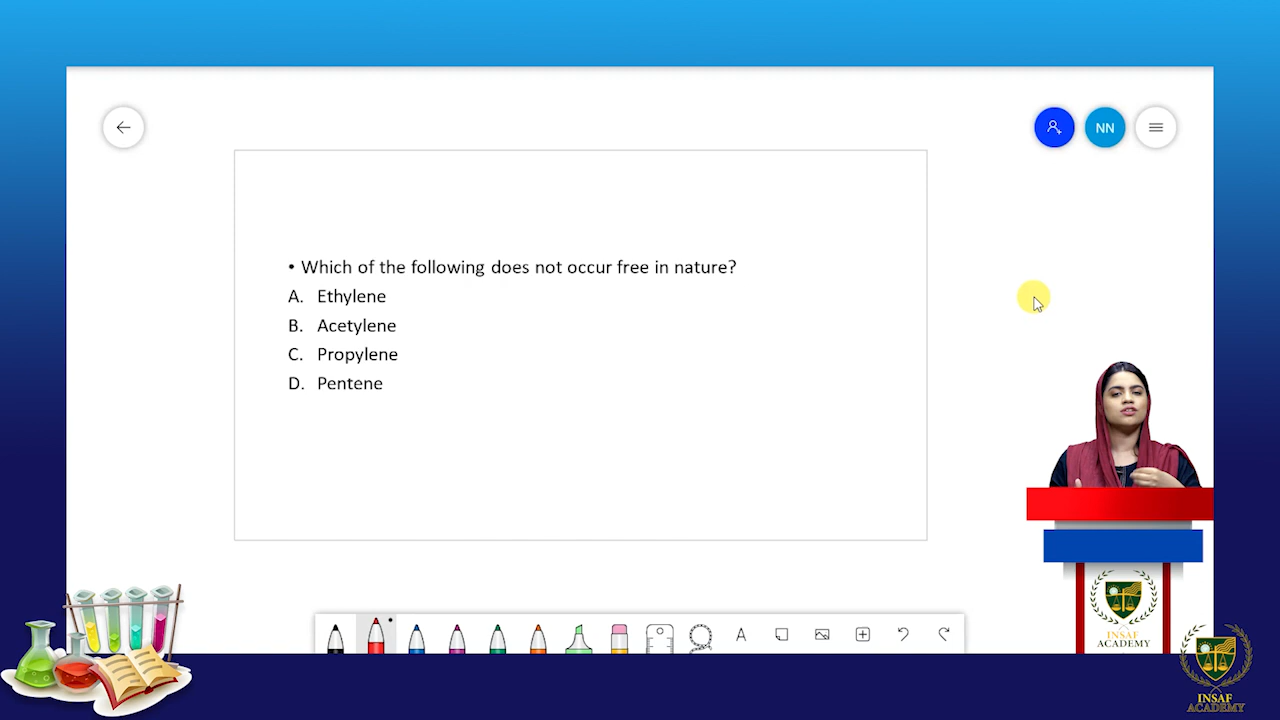 NN
• Which of the following does not occur free in nature?
A. Ethylene
B. Acetylene
C. Propylene
D. Pentene
INSAF
ACADEMY
A
INSAF
ACADEMY